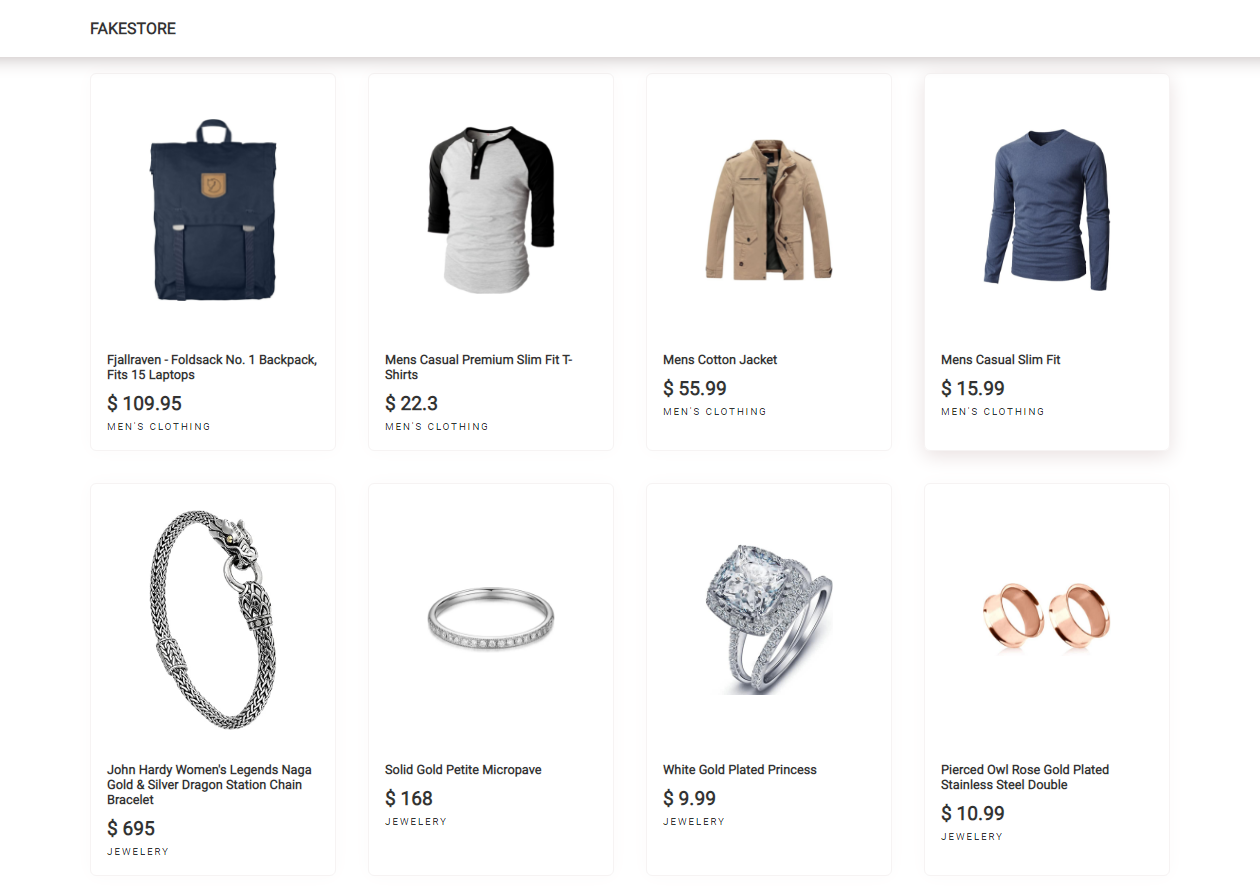 FAKESTORE
Fjallraven - Foldsack No. 1 Backpack,
Fits 15 Laptops
$ 109.95
MEN'S CLOTHING
Mens Casual Premium Slim Fit T-
Shirts
$ 22.3
MEN'S CLOTHING
Mens Cotton Jacket
$ 55.99
MEN'S CLOTHING
Mens Casual Slim Fit
$ 15.99
MEN'S CLOTHING
John Hardy Women's Legends Naga
Gold & Silver Dragon Station Chain
Bracelet
$ 695
JEWELERY
Solid Gold Petite Micropave
$ 168
JEWELERY
White Gold Plated Princess
$ 9.99
JEWELERY
Pierced Owl Rose Gold Plated
Stainless Steel Double
$ 10.99
JEWELERY